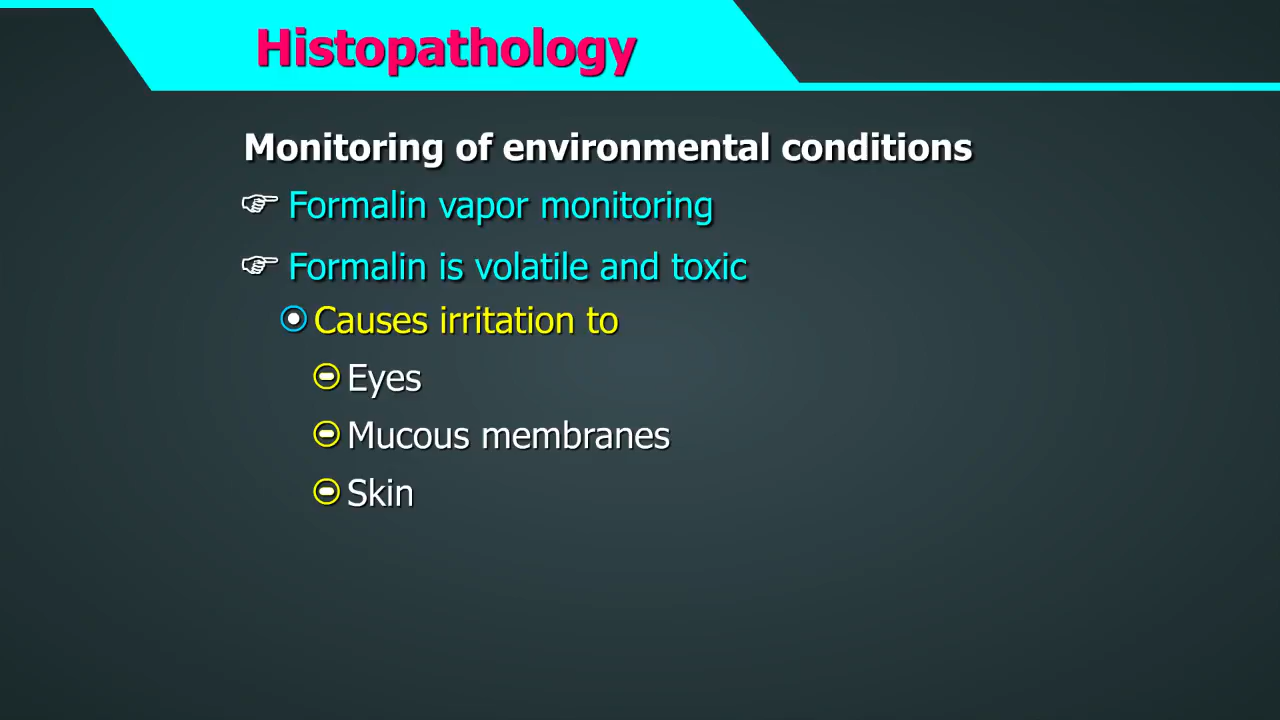 Histopathology
Monitoring of environmental conditions
Formalin vapor monitoring
Formalin is volatile and toxic
Causes irritation to
Eyes
Mucous membranes
Skin